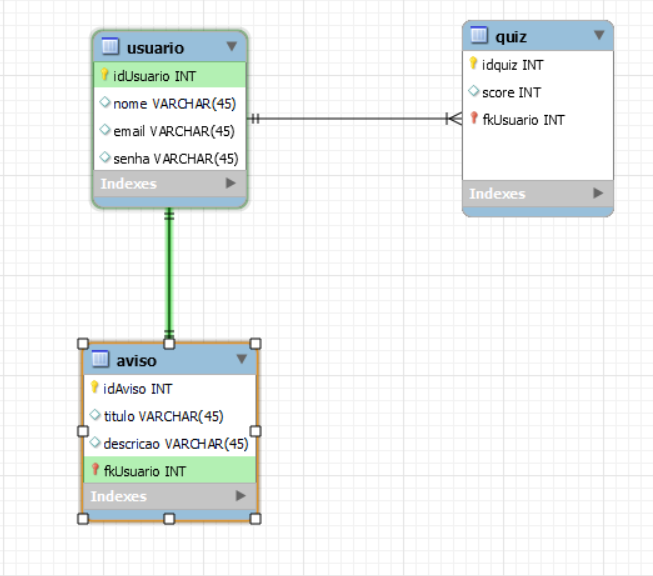 usuario
idUsuario INT
nome VARCHAR(45)
email VARCHAR(45)
senha VARCHAR(45)
Indexes
quiz
idquiz INT
score INT
fkUsuario INT
Indexes
aviso
idAviso INT
titulo VARCHAR(45)
descricao VARCHAR(45)
fkUsuario INT
Indexes